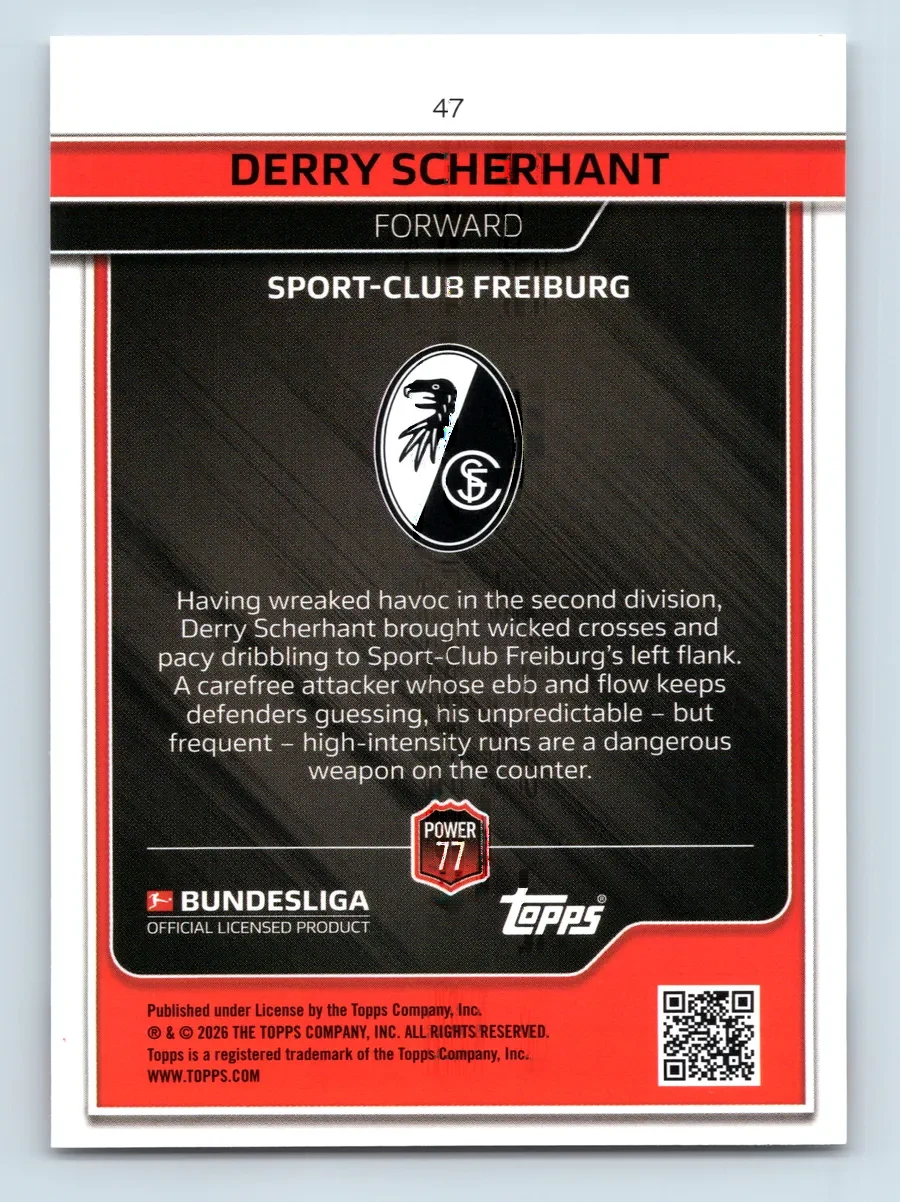 47
DERRY SCHERHANT
FORWARD
SPORT-CLUB FREIBURG
SC
Having wreaked havoc in the second division,
Derry Scherhant brought wicked crosses and
pacy dribbling to Sport-Club Freiburg's left flank.
A carefree attacker whose ebb and flow keeps
defenders guessing, his unpredictable – but
frequent – high-intensity runs are a dangerous
weapon on the counter.
POWER
77
BUNDESLIGA
OFFICIAL LICENSED PRODUCT
topps®
Published under License by the Topps Company, Inc.
® & © 2026 THE TOPPS COMPANY, INC. ALL RIGHTS RESERVED.
Topps is a registered trademark of the Topps Company, Inc.
WWW.TOPPS.COM